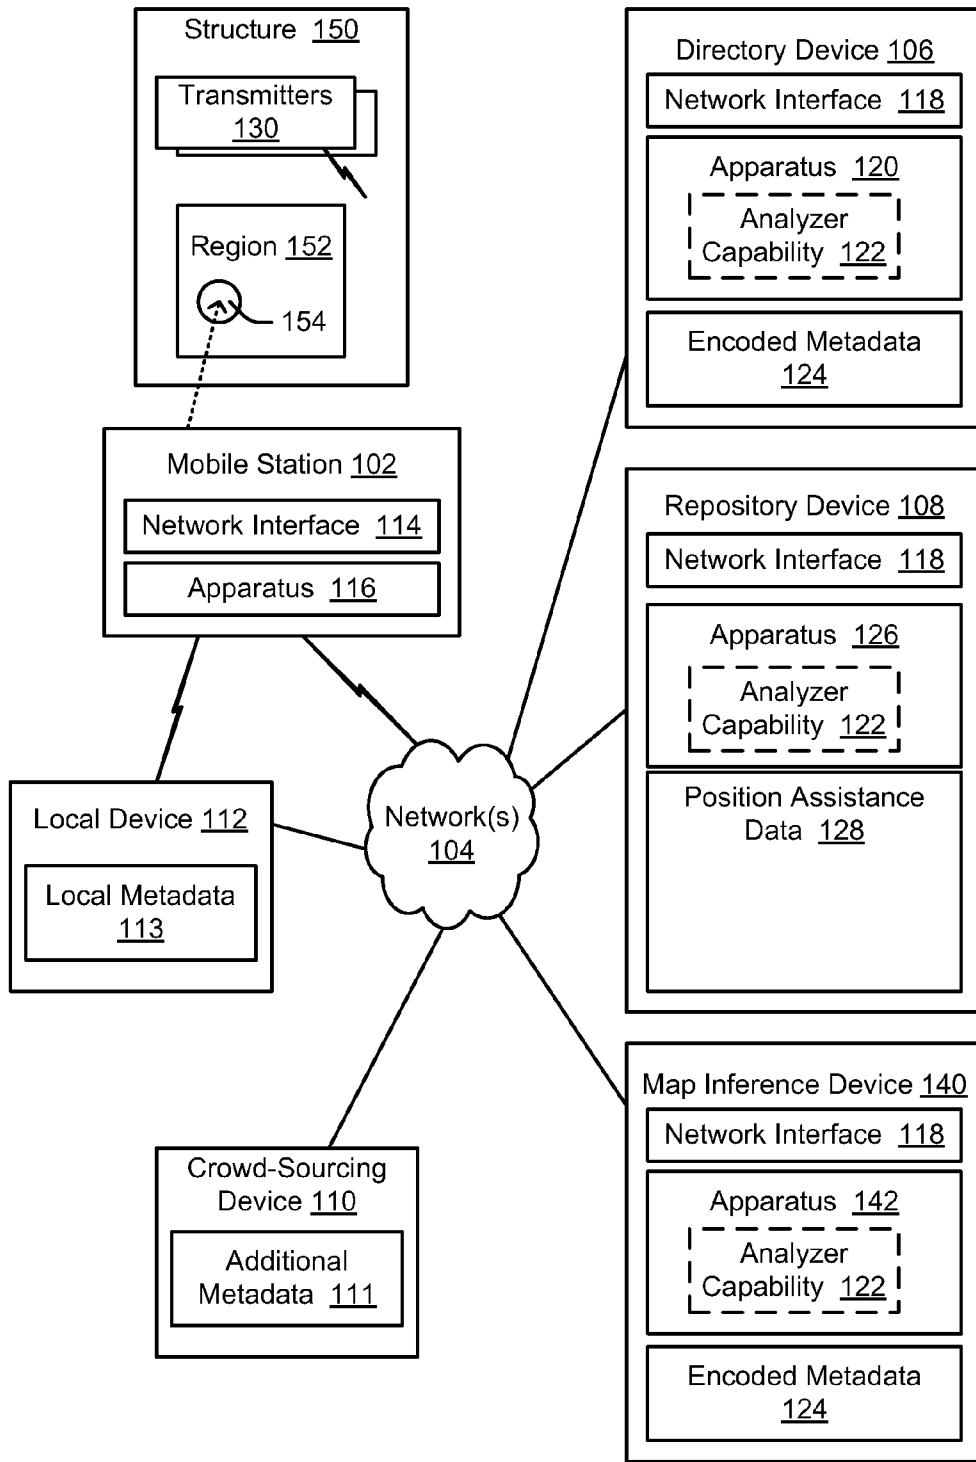 Structure 150
Transmitters
130
Region 152
154
Mobile Station 102
Network Interface 114
Apparatus 116
Local Device 112
Local Metadata
113
Network(s)
104
Crowd-Sourcing
Device 110
Additional
Metadata 111
Directory Device 106
Network Interface 118
Apparatus 120
Analyzer
Capability 122
Encoded Metadata
124
Repository Device 108
Network Interface 118
Apparatus 126
Analyzer
Capability 122
Position Assistance
Data 128
Map Inference Device 140
Network Interface 118
Apparatus 142
Analyzer
Capability 122
Encoded Metadata
124